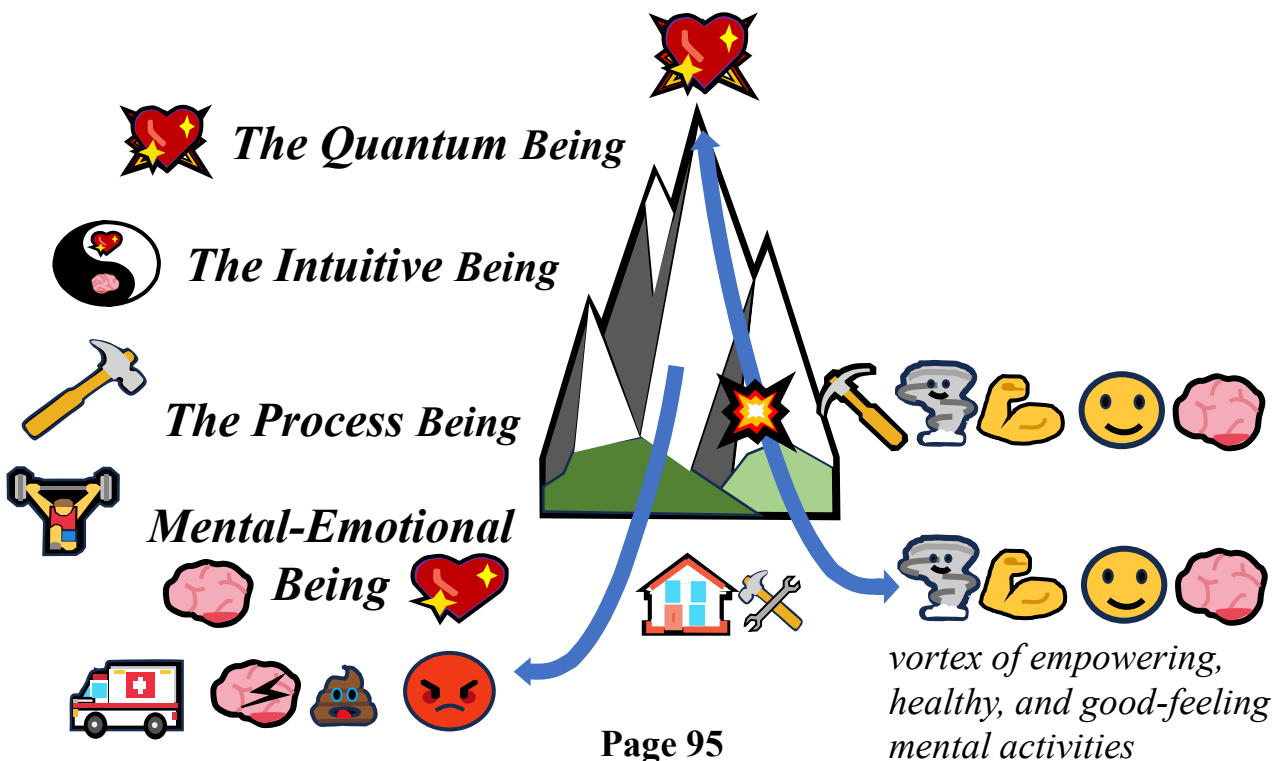 The Quantum Being
The Intuitive Being
The Process Being
Mental-Emotional
Being
vortex of empowering,
healthy, and good-feeling
mental activities
Page 95